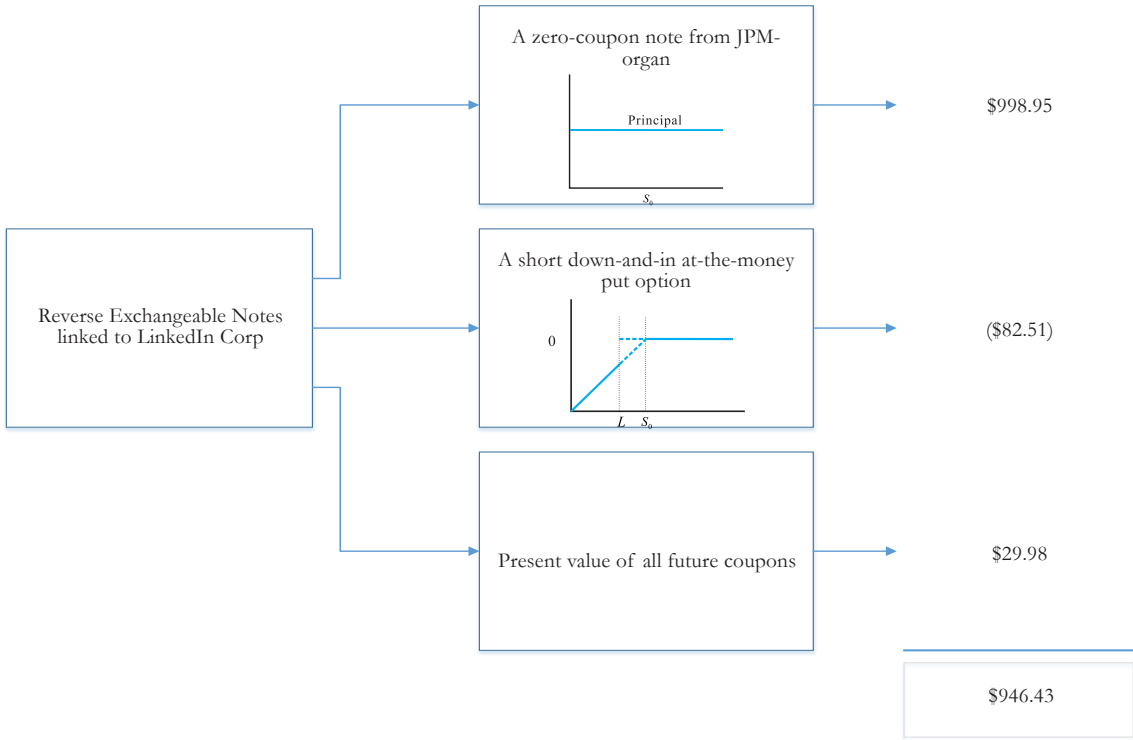 A zero-coupon note from JPM-
organ
Principal
S₀
$998.95
Reverse Exchangeable Notes
linked to LinkedIn Corp
A short down-and-in at-the-money
put option
0
L S₀
($82.51)
Present value of all future coupons
$29.98
$946.43